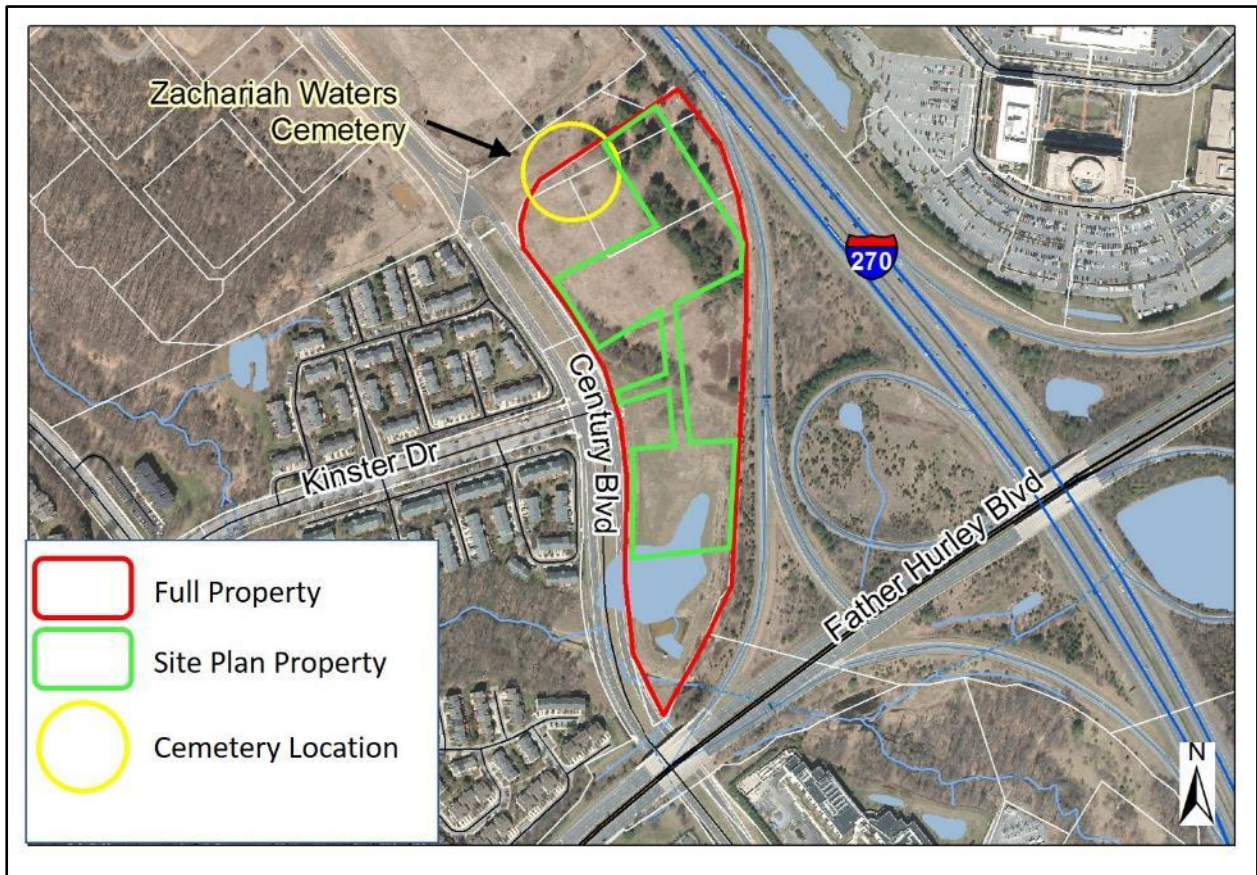 Zachariah Waters
Cemetery
270
Century Blvd
Kinster Dr
Father Hurley Blvd
Full Property
Site Plan Property
Cemetery Location
N